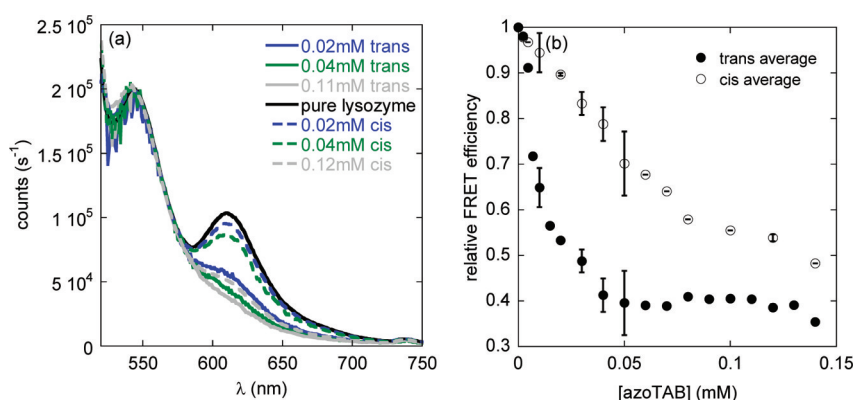 (a)
0.02mM trans
0.04mM trans
0.11mM trans
pure lysozyme
0.02mM cis
0.04mM cis
0.12mM cis
2.5 10⁵
2 10⁵
1.5 10⁵
1 10⁵
5 10⁴
0
counts (s⁻¹)
550 600 650 700 750
λ (nm)
(b)
trans average
cis average
1
0.9
0.8
0.7
0.6
0.5
0.4
0.3
relative FRET efficiency
0 0.05 0.1 0.15
[azoTAB] (mM)